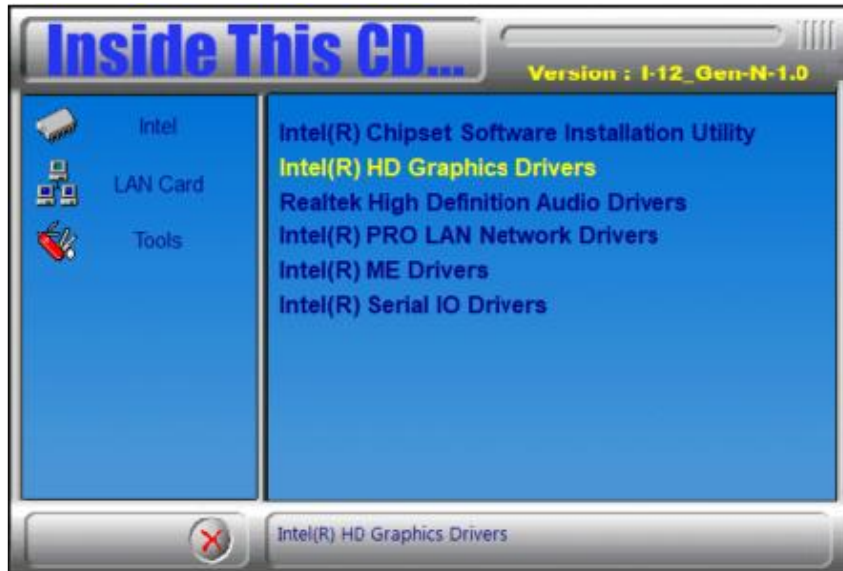 Inside This CD...
Version : I-12_Gen-N-1.0
Intel
LAN Card
Tools
Intel(R) Chipset Software Installation Utility
Intel(R) HD Graphics Drivers
Realtek High Definition Audio Drivers
Intel(R) PRO LAN Network Drivers
Intel(R) ME Drivers
Intel(R) Serial IO Drivers
Intel(R) HD Graphics Drivers